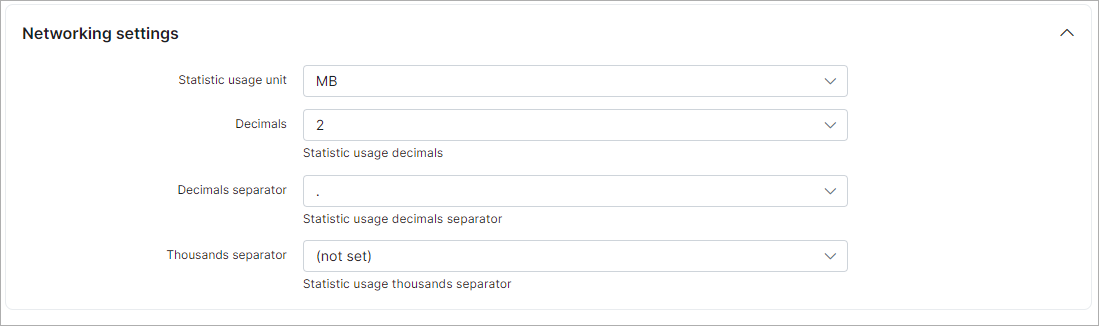 Networking settings
Statistic usage unit MB
Decimals 2
Statistic usage decimals
Decimals separator .
Statistic usage decimals separator
Thousands separator (not set)
Statistic usage thousands separator